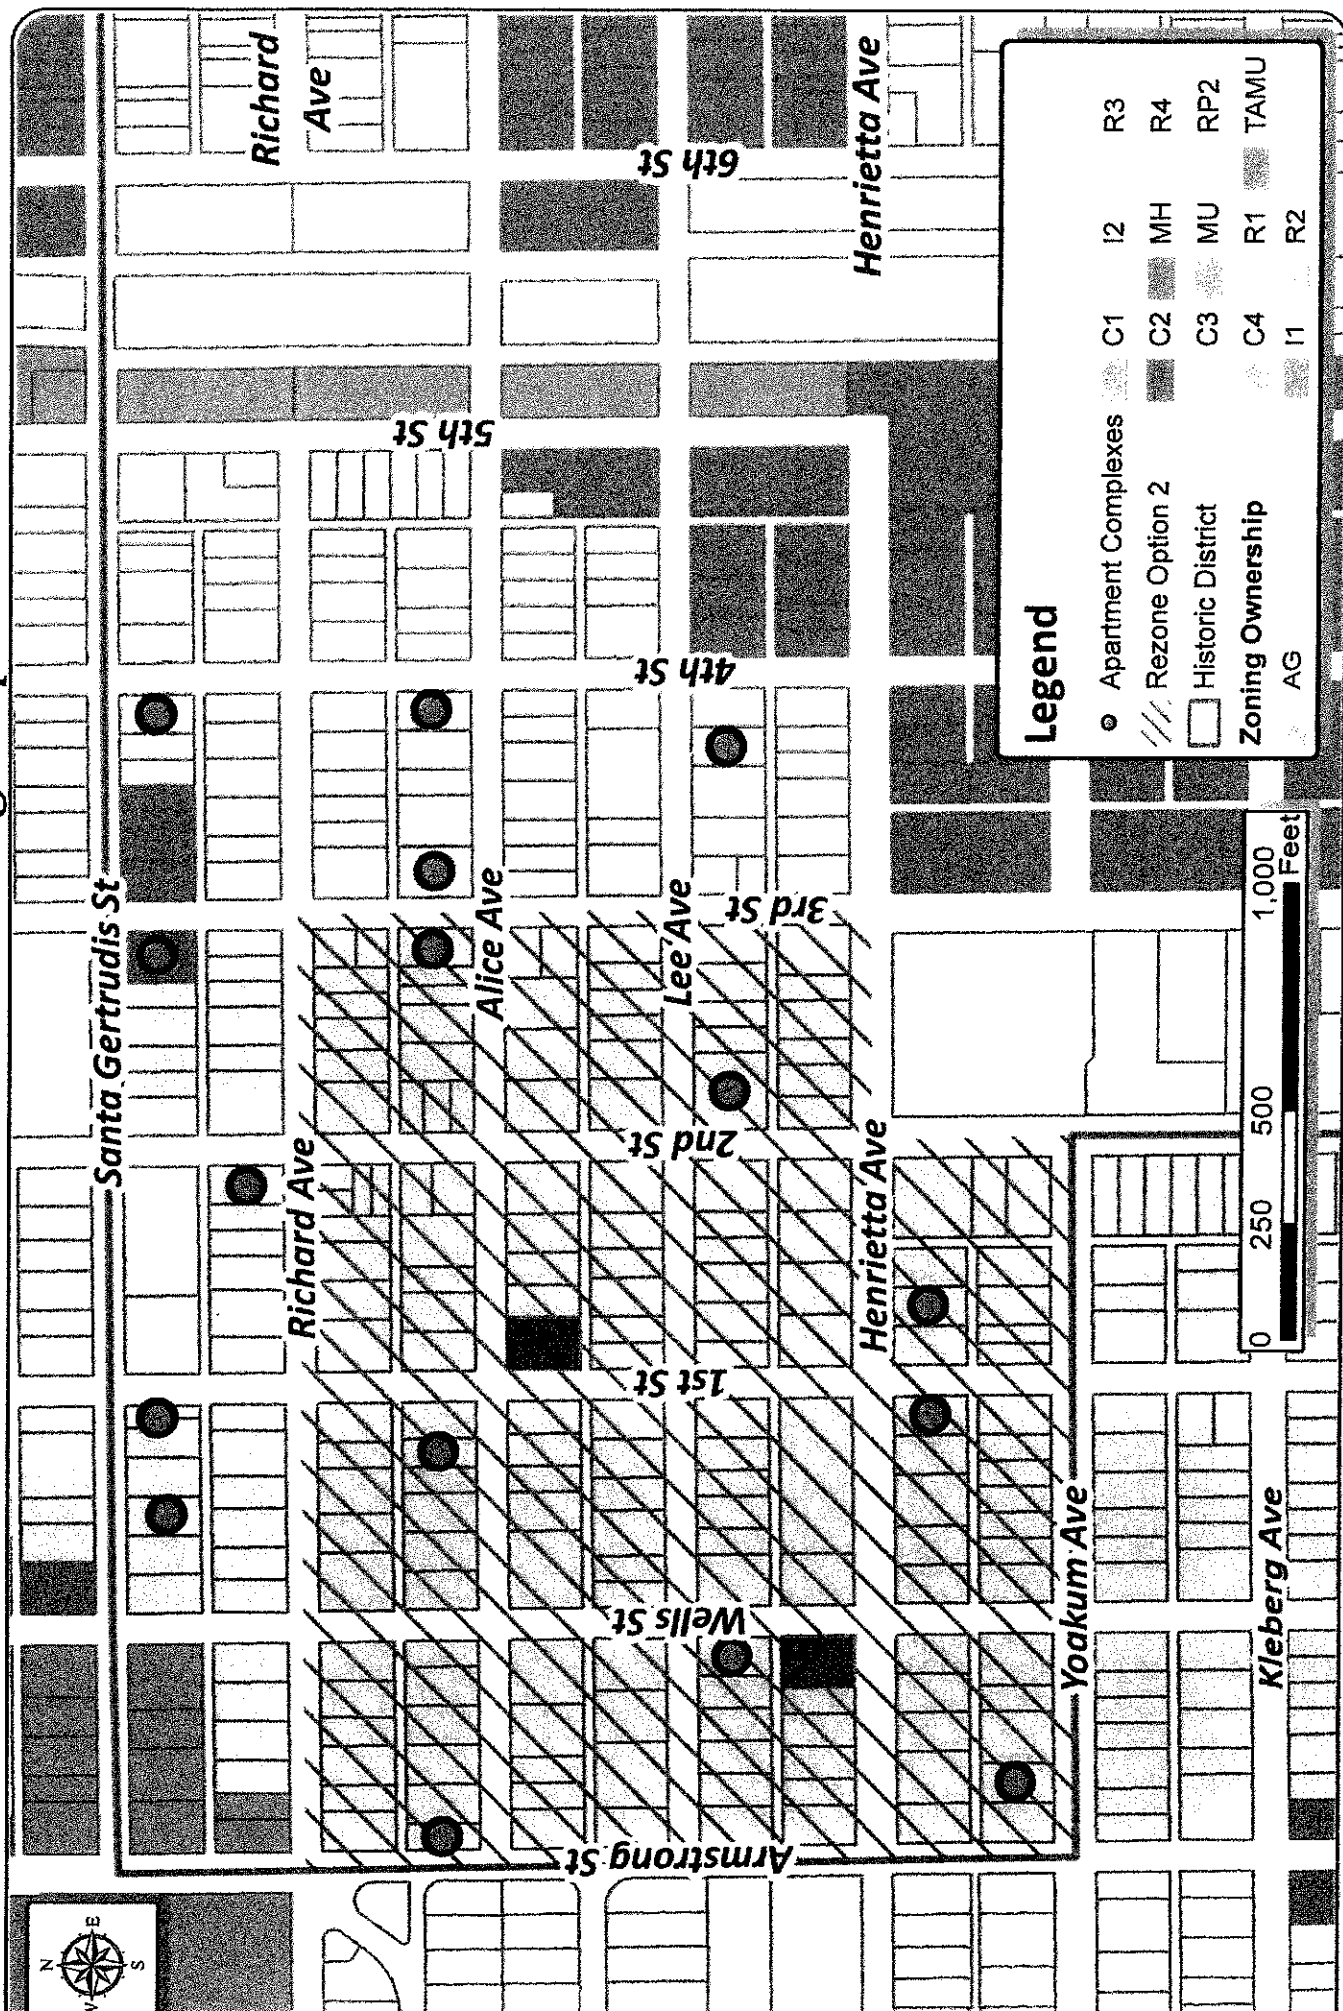 Santa Gertrudis St
Richard Ave
Richard
Ave
Alice Ave
Lee Ave
Henrietta Ave
Henrietta Ave
Yoakum Ave
Kleberg Ave
Armstrong St
Wells St
1st St
2nd St
3rd St
4th St
5th St
6th St
N
E
S
W
0 250 500 1,000
Feet
Legend
Apartment Complexes
Rezone Option 2
Historic District
Zoning Ownership
AG
C1
C2
C3
C4
I1
I2
MH
MU
R1
R2
R3
R4
RP2
TAMU